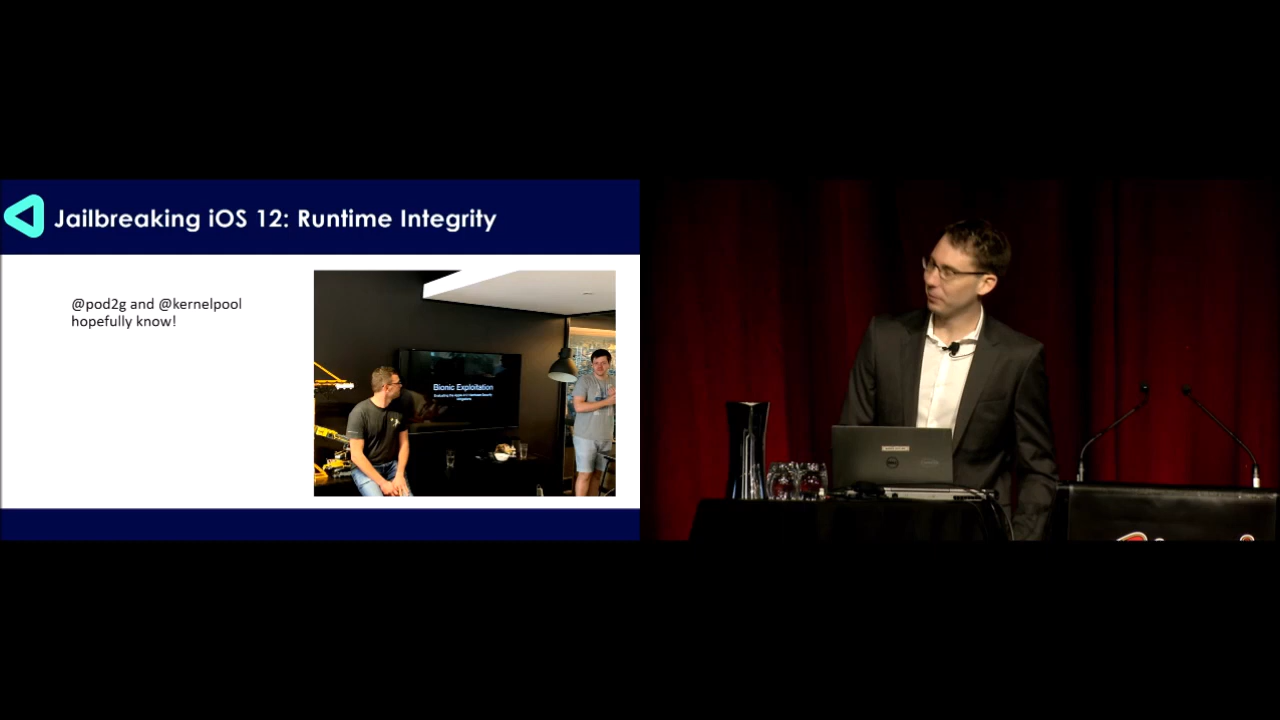 Jailbreaking iOS 12: Runtime Integrity
@pod2g and @kernelpool
hopefully know!
Bionic Exploitation